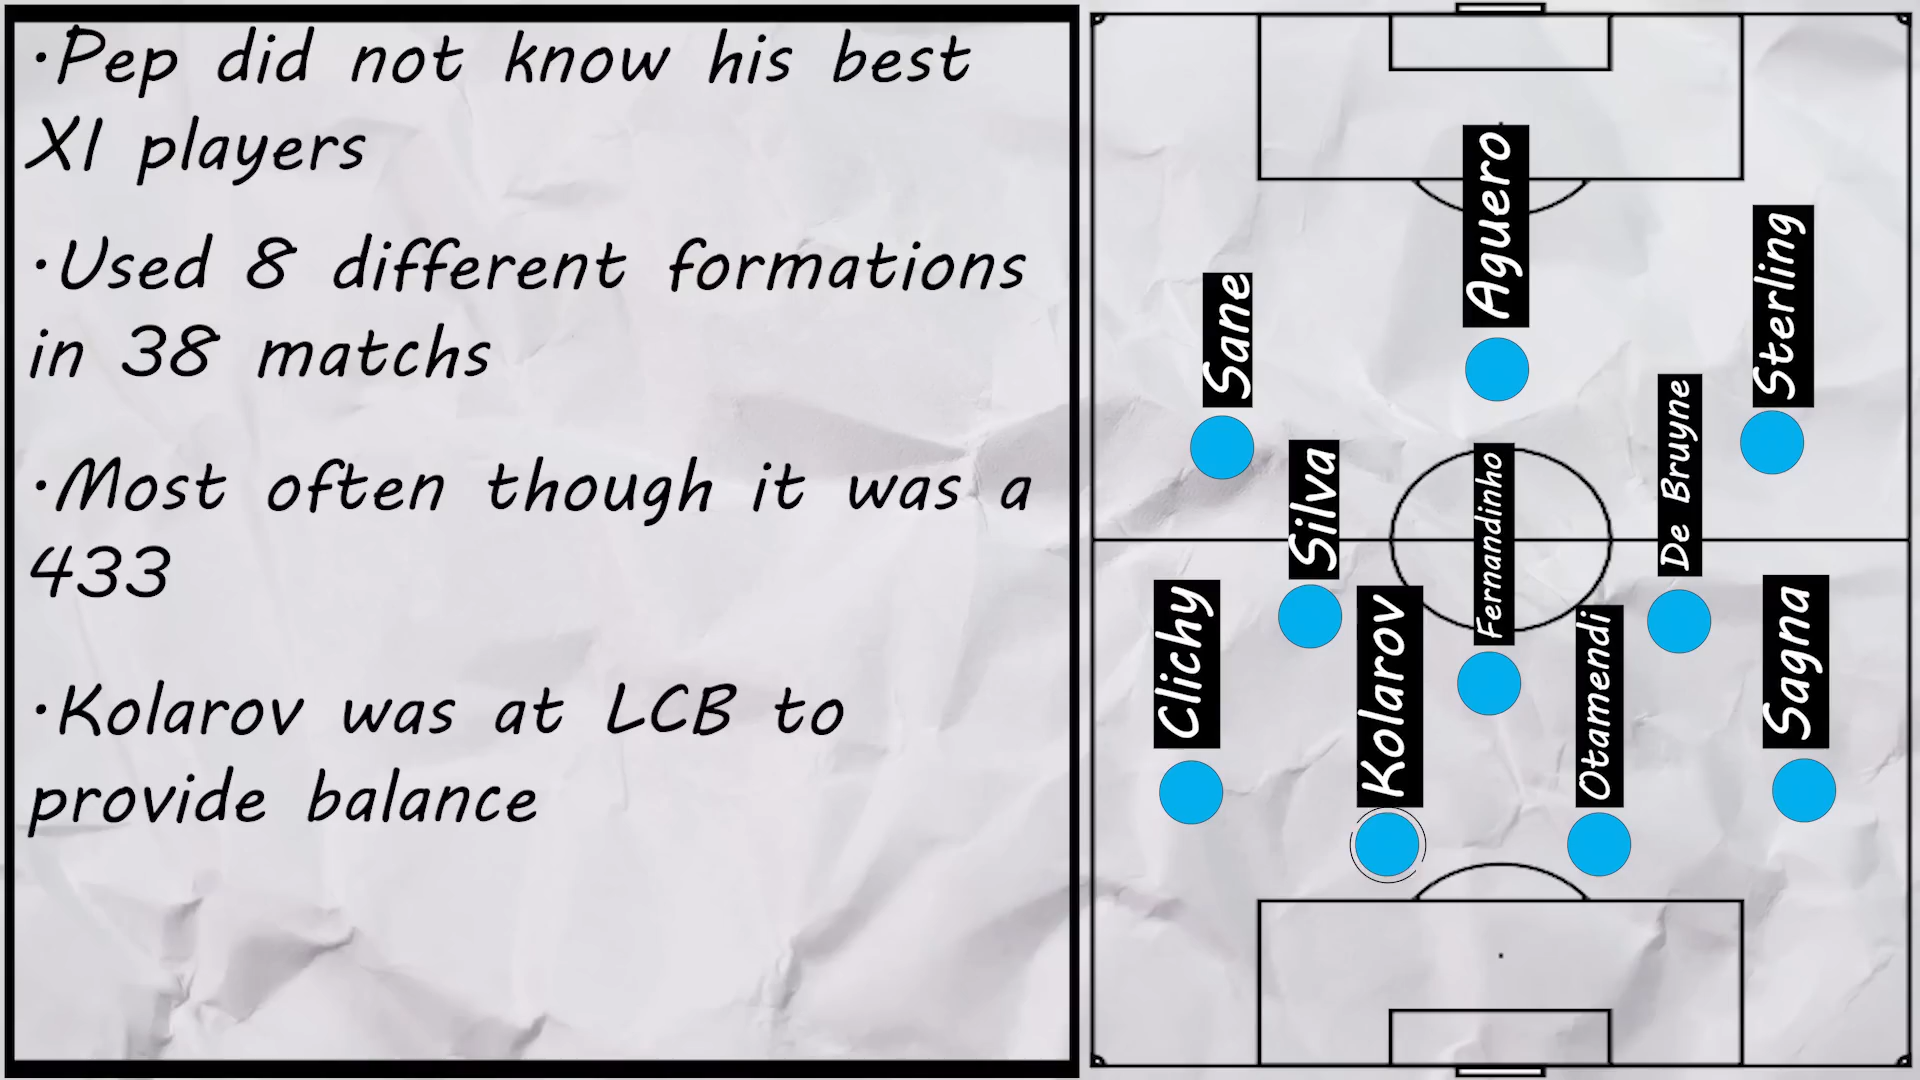 ·Pep did not know his best
XI players
·Used 8 different formations
in 38 matchs
·Most often though it was a
433
·Kolarov was at LCB to
provide balance
Aguero
Sane
Sterling
Silva
Fernandinho
De Bruyne
Clichy
Kolarov
Otamendi
Sagna